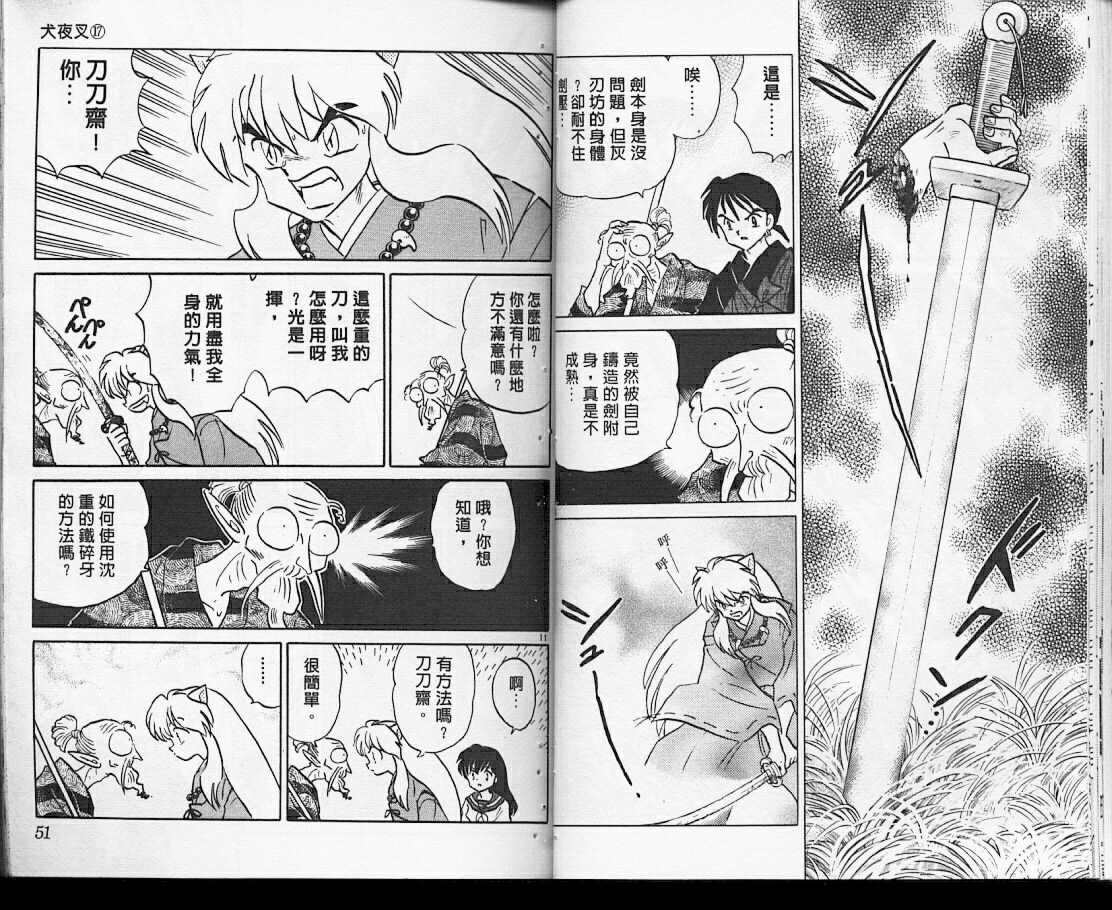 這是……
唉……
劍本身是沒
問題，但灰
刃坊的身體
？卻耐不住
劍壓…
竟然被自己
鑄造的劍附
身，真是不
成熟…
呼
呼
犬夜叉⑰
刀刀齋！
你…
怎麼啦？
你還有什麼地
方不滿意嗎？
這麼重的
刀，叫我
怎麼用呀
？光是一
揮，
就用盡我全
身的力氣！
ぺん
ぺん
哦？你想
知道，
如何使用沈
重的鐵碎牙
的方法嗎？
啊…
有方法嗎？
刀刀齋。
很簡單。
……
51